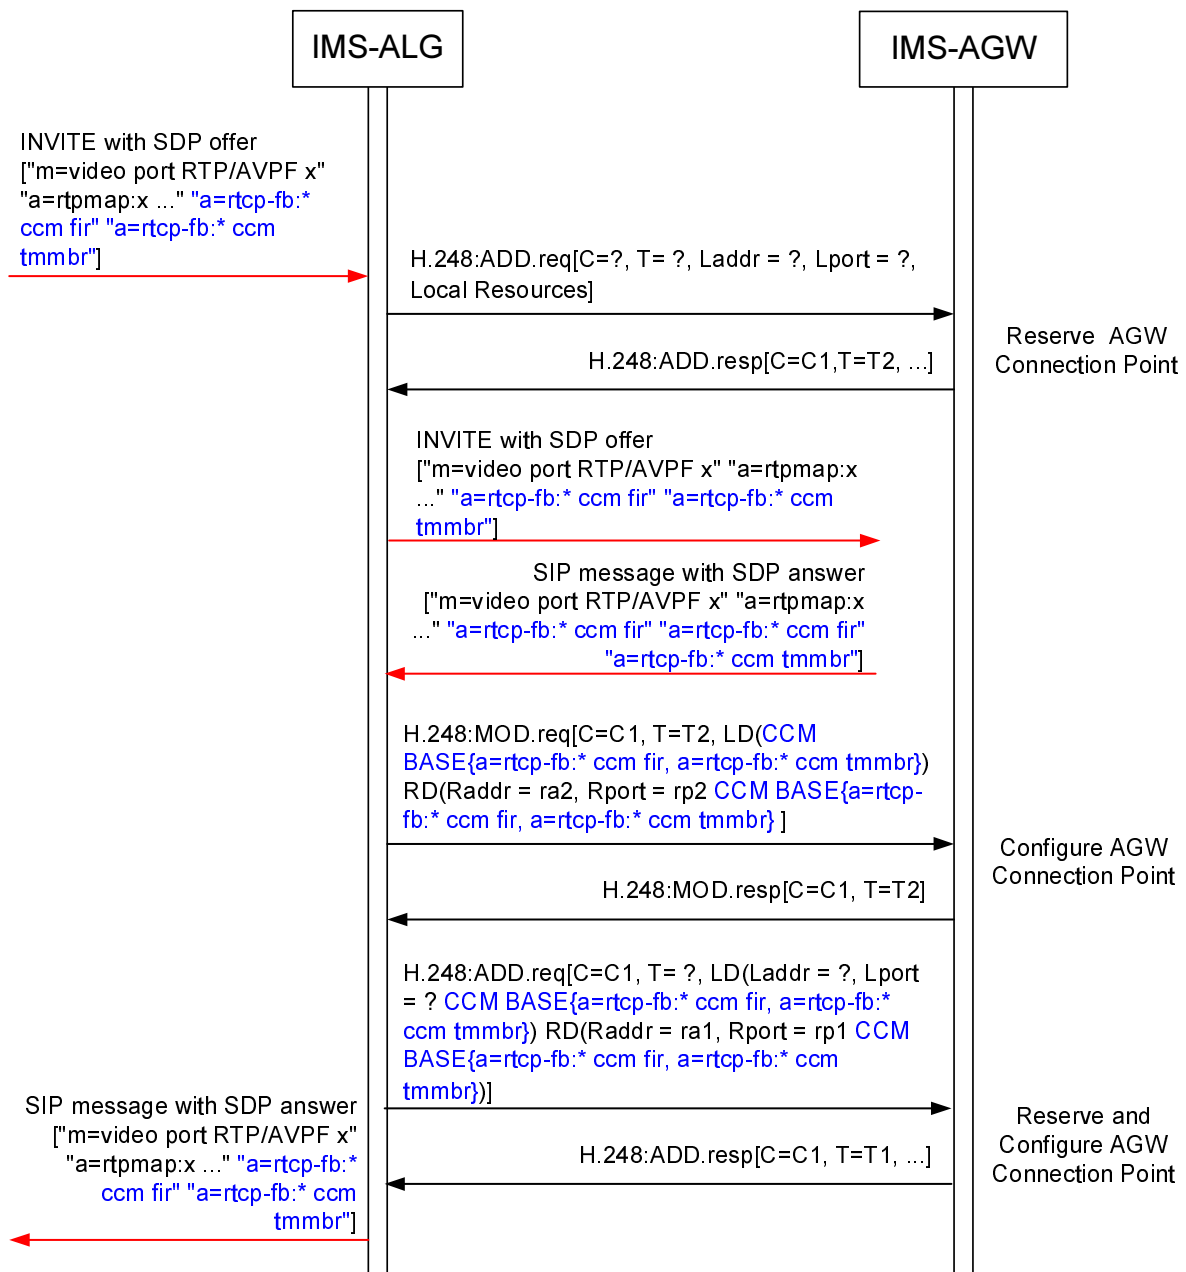 IMS-ALG
IMS-AGW
INVITE with SDP offer
["m=video port RTP/AVPF x"
"a=rtpmap:x ..." "a=rtcp-fb:*
ccm fir" "a=rtcp-fb:* ccm
tmmbr"]
H.248:ADD.req[C=?, T= ?, Laddr = ?, Lport = ?,
Local Resources]
Reserve AGW
Connection Point
H.248:ADD.resp[C=C1,T=T2, ...]
INVITE with SDP offer
["m=video port RTP/AVPF x" "a=rtpmap:x
..." "a=rtcp-fb:* ccm fir" "a=rtcp-fb:* ccm
tmmbr"]
SIP message with SDP answer
["m=video port RTP/AVPF x" "a=rtpmap:x
..." "a=rtcp-fb:* ccm fir" "a=rtcp-fb:* ccm fir"
"a=rtcp-fb:* ccm tmmbr"]
H.248:MOD.req[C=C1, T=T2, LD(CCM
BASE{a=rtcp-fb:* ccm fir, a=rtcp-fb:* ccm tmmbr})
RD(Raddr = ra2, Rport = rp2 CCM BASE{a=rtcp-
fb:* ccm fir, a=rtcp-fb:* ccm tmmbr} ]
Configure AGW
Connection Point
H.248:MOD.resp[C=C1, T=T2]
H.248:ADD.req[C=C1, T= ?, LD(Laddr = ?, Lport
= ? CCM BASE{a=rtcp-fb:* ccm fir, a=rtcp-fb:*
ccm tmmbr}) RD(Raddr = ra1, Rport = rp1 CCM
BASE{a=rtcp-fb:* ccm fir, a=rtcp-fb:* ccm
tmmbr})]
SIP message with SDP answer
["m=video port RTP/AVPF x"
"a=rtpmap:x ..." "a=rtcp-fb:*
ccm fir" "a=rtcp-fb:* ccm
tmmbr"]
Reserve and
Configure AGW
Connection Point
H.248:ADD.resp[C=C1, T=T1, ...]